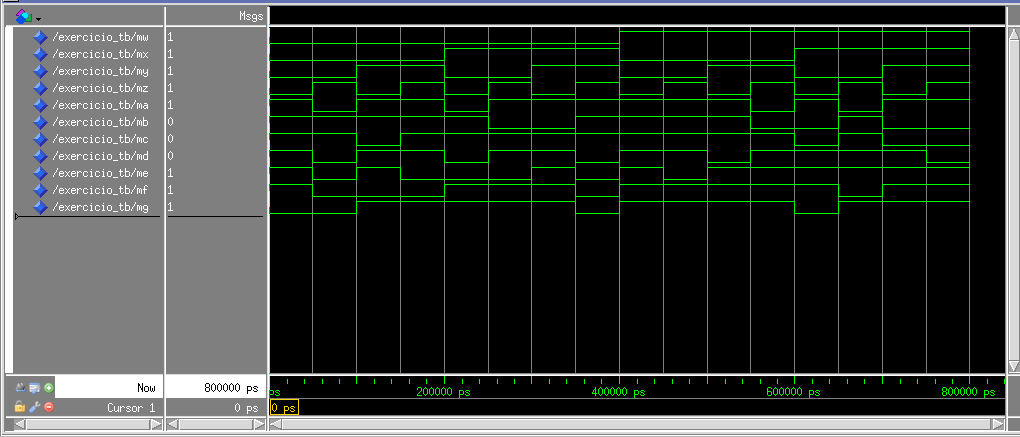 Msgs
/exercicio_tb/mw 1
/exercicio_tb/mx 1
/exercicio_tb/my 1
/exercicio_tb/mz 1
/exercicio_tb/ma 1
/exercicio_tb/mb 0
/exercicio_tb/mc 0
/exercicio_tb/md 0
/exercicio_tb/me 1
/exercicio_tb/mf 1
/exercicio_tb/mg 1
Now 800000 ps ps 200000 ps 400000 ps 600000 ps 800000 ps
Cursor 1 0 ps 0 ps